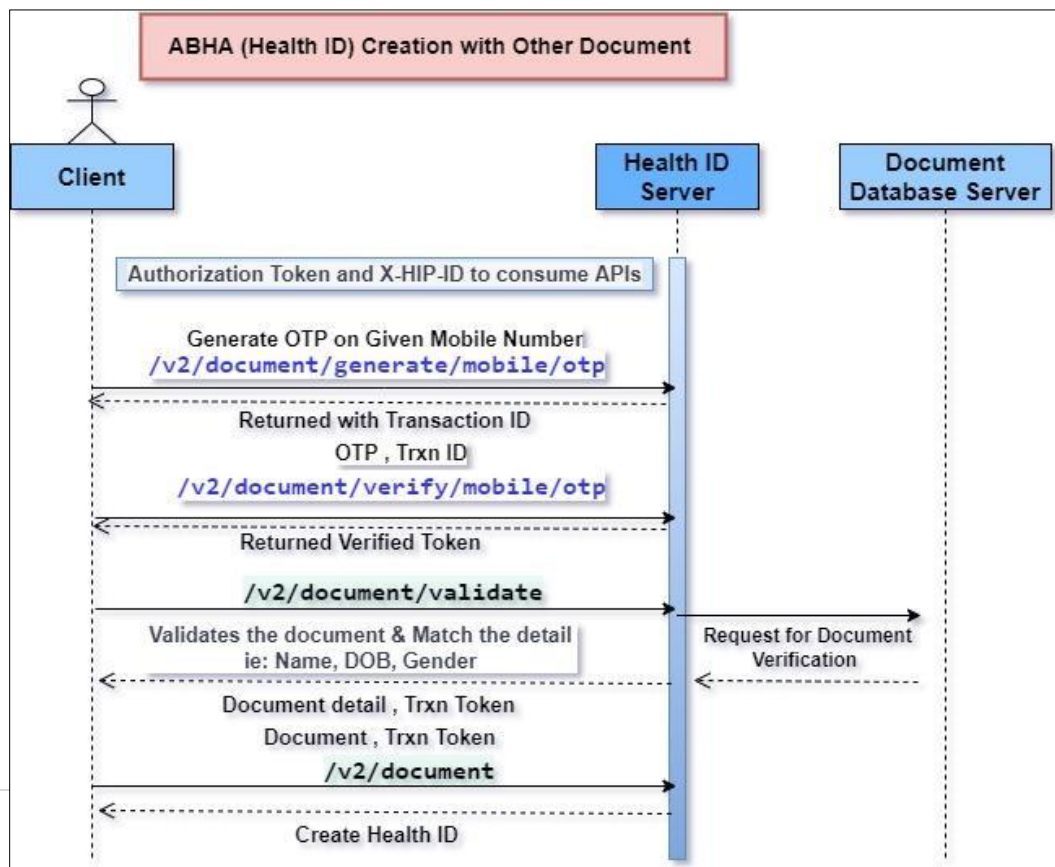 ABHA (Health ID) Creation with Other Document
Client
Health ID
Server
Document
Database Server
Authorization Token and X-HIP-ID to consume APIs
Generate OTP on Given Mobile Number
/v2/document/generate/mobile/otp
Returned with Transaction ID
OTP , Trxn ID
/v2/document/verify/mobile/otp
Returned Verified Token
/v2/document/validate
Validates the document & Match the detail
ie: Name, DOB, Gender
Request for Document
Verification
Document detail , Trxn Token
Document , Trxn Token
/v2/document
Create Health ID